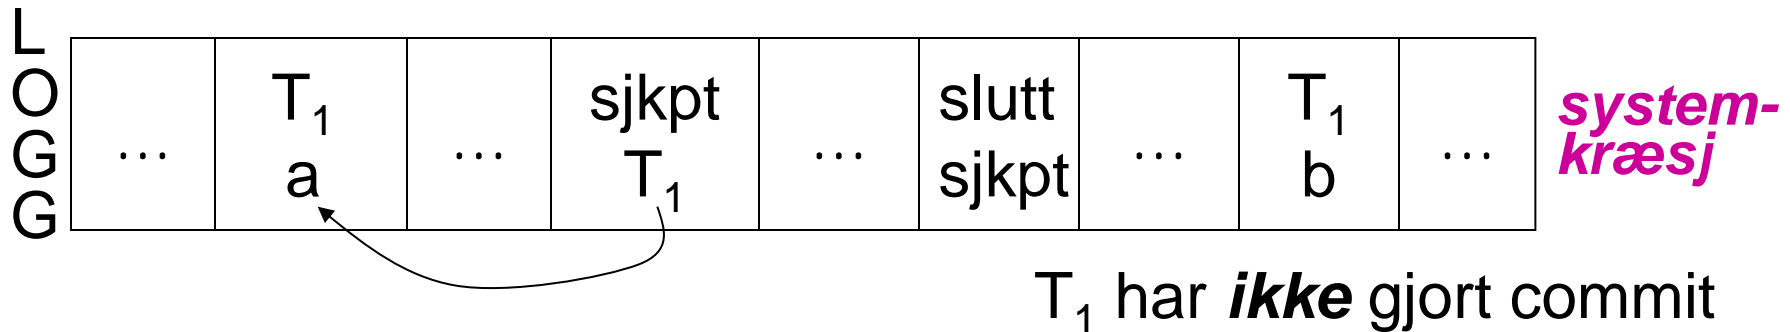 LOGG
... T₁ a ... sjkpt T₁ ... slutt sjkpt ... T₁ b ...
system-
kræsj
T₁ har ikke gjort commit